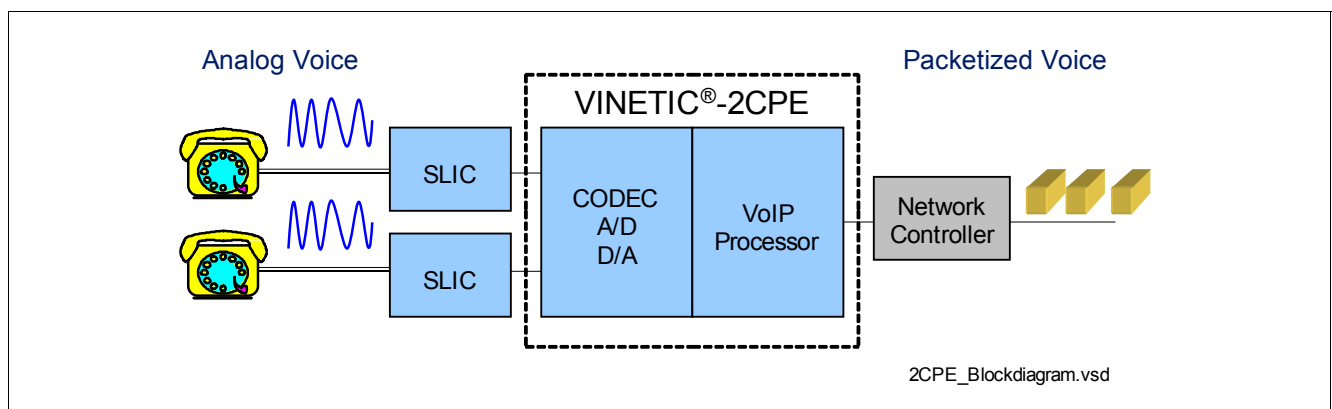 Analog Voice
Packetized Voice
VINETIC®-2CPE
SLIC
SLIC
CODEC
A/D
D/A
VoIP
Processor
Network
Controller
2CPE_Blockdiagram.vsd